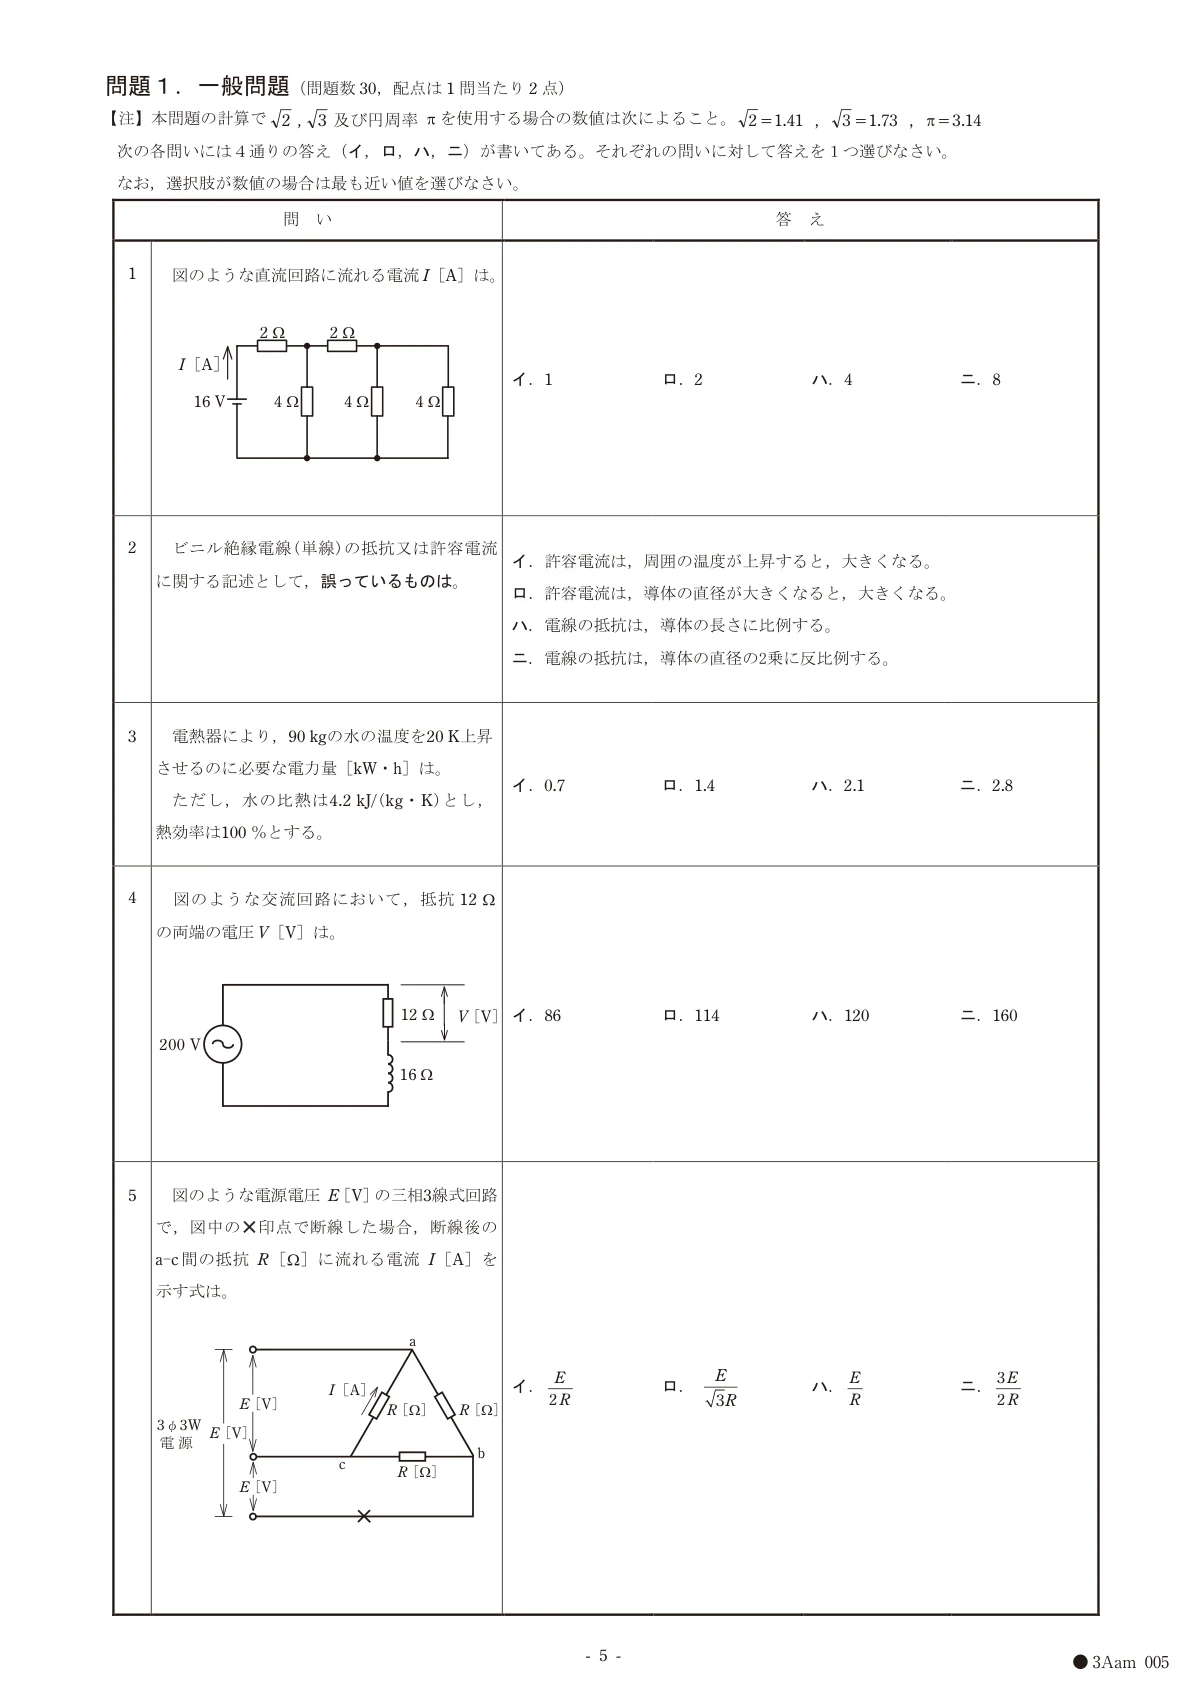 問題１．一般問題（問題数 30，配点は 1 問当たり 2 点）
【注】本問題の計算で √2 , √3 及び円周率 π を使用する場合の数値は次によること。√2＝1.41 ，√3＝1.73 ，π＝3.14
次の各問いには４通りの答え（イ，ロ，ハ，ニ）が書いてある。それぞれの問いに対して答えを１つ選びなさい。
なお，選択肢が数値の場合は最も近い値を選びなさい。
問　い
答　え
1
図のような直流回路に流れる電流 I［A］は。
2 Ω
2 Ω
I［A］
16 V
4 Ω
4 Ω
4 Ω
イ．1
ロ．2
ハ．4
ニ．8
2
ビニル絶縁電線（単線）の抵抗又は許容電流
に関する記述として，誤っているものは。
イ．許容電流は，周囲の温度が上昇すると，大きくなる。
ロ．許容電流は，導体の直径が大きくなると，大きくなる。
ハ．電線の抵抗は，導体の長さに比例する。
ニ．電線の抵抗は，導体の直径の2乗に反比例する。
3
電熱器により，90 kgの水の温度を20 K上昇
させるのに必要な電力量［kW・h］は。
ただし，水の比熱は4.2 kJ/(kg・K)とし，
熱効率は100 ％とする。
イ．0.7
ロ．1.4
ハ．2.1
ニ．2.8
4
図のような交流回路において，抵抗 12 Ω
の両端の電圧 V［V］は。
200 V
12 Ω
V［V］
16 Ω
イ．86
ロ．114
ハ．120
ニ．160
5
図のような電源電圧 E［V］の三相3線式回路
で，図中の✕印点で断線した場合，断線後の
a−c 間の抵抗 R［Ω］に流れる電流 I［A］を
示す式は。
a
I［A］
R［Ω］
R［Ω］
E［V］
3φ3W
電 源
E［V］
c
b
R［Ω］
E［V］
イ．E/2R
ロ．E/√3R
ハ．E/R
ニ．3E/2R
- 5 -
●3Aam 005